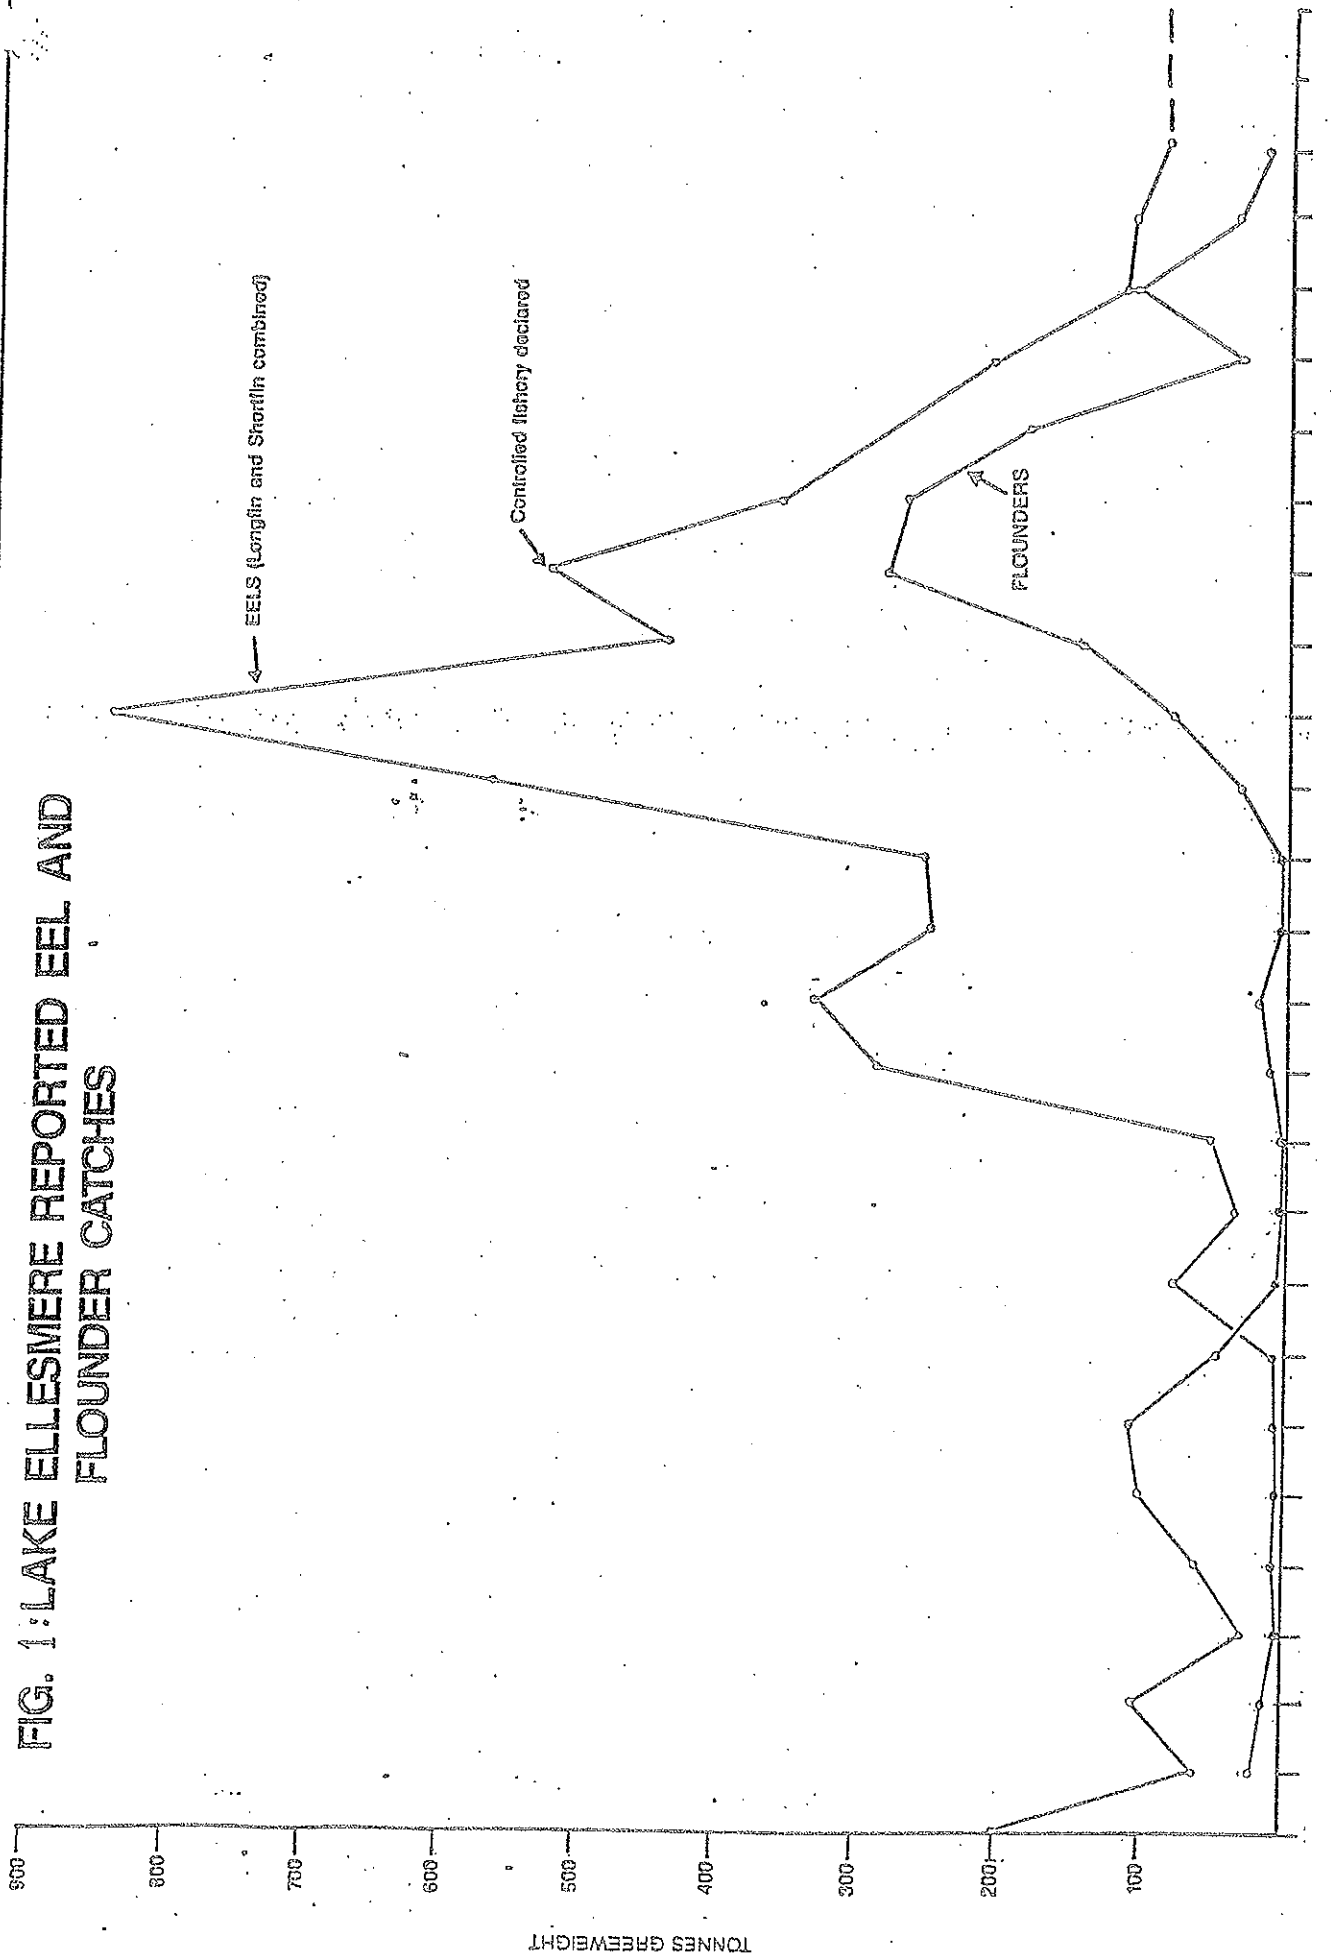 FIG. 1: LAKE ELLESMERE REPORTED EEL AND
FLOUNDER CATCHES
900
800
700
600
500
400
300
200
100
TONNES GREEWEIGHT
EELS (Longfin and Shortfin combined)
Controlled fishery declared
FLOUNDERS